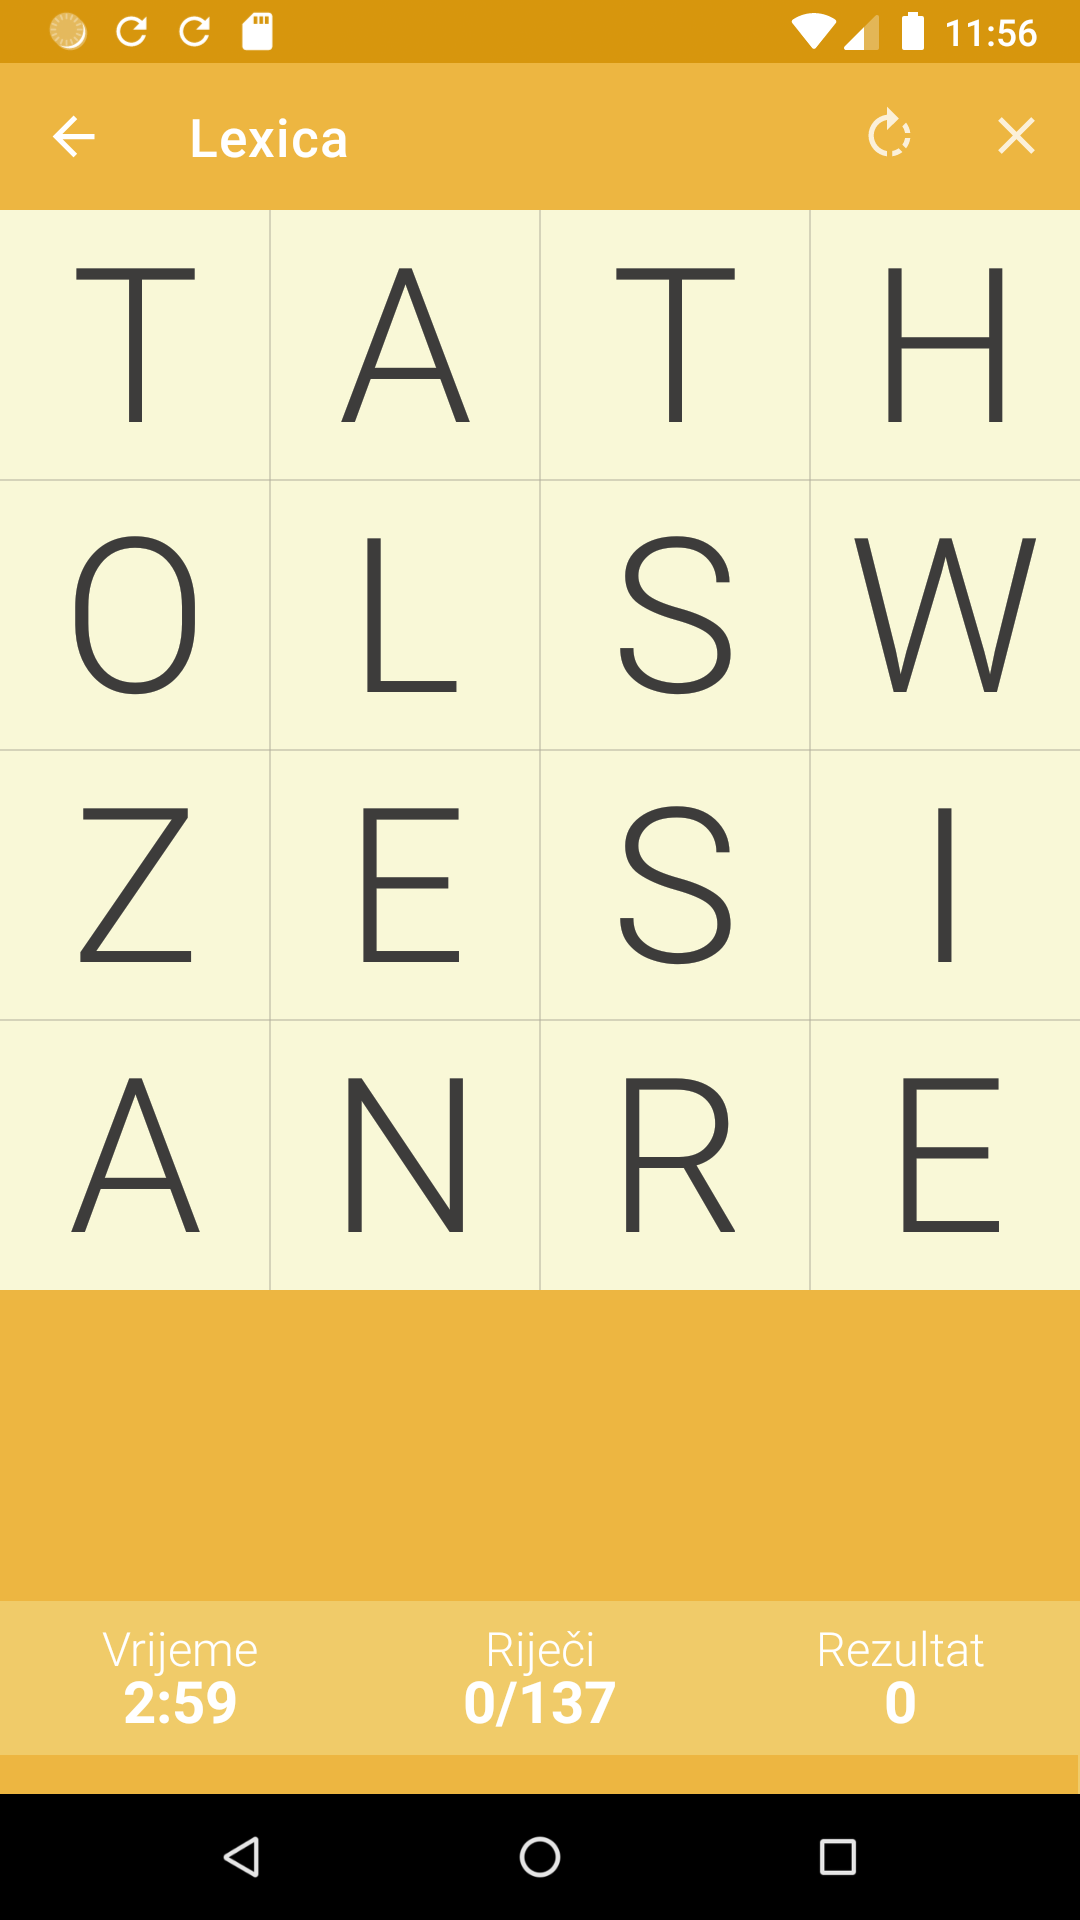 11:56
Lexica
T A T H
O L S W
Z E S I
A N R E
Vrijeme Riječi Rezultat
2:59 0/137 0